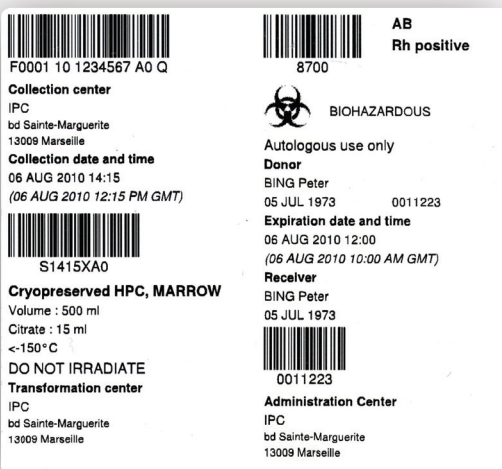 F0001 10 1234567 A0 Q
Collection center
IPC
bd Sainte-Marguerite
13009 Marseille
Collection date and time
06 AUG 2010 14:15
(06 AUG 2010 12:15 PM GMT)
S1415XA0
Cryopreserved HPC, MARROW
Volume : 500 ml
Citrate : 15 ml
<-150°C
DO NOT IRRADIATE
Transformation center
IPC
bd Sainte-Marguerite
13009 Marseille
AB
Rh positive
8700
BIOHAZARDOUS
Autologous use only
Donor
BING Peter
05 JUL 1973 0011223
Expiration date and time
06 AUG 2010 12:00
(06 AUG 2010 10:00 AM GMT)
Receiver
BING Peter
05 JUL 1973
0011223
Administration Center
IPC
bd Sainte-Marguerite
13009 Marseille